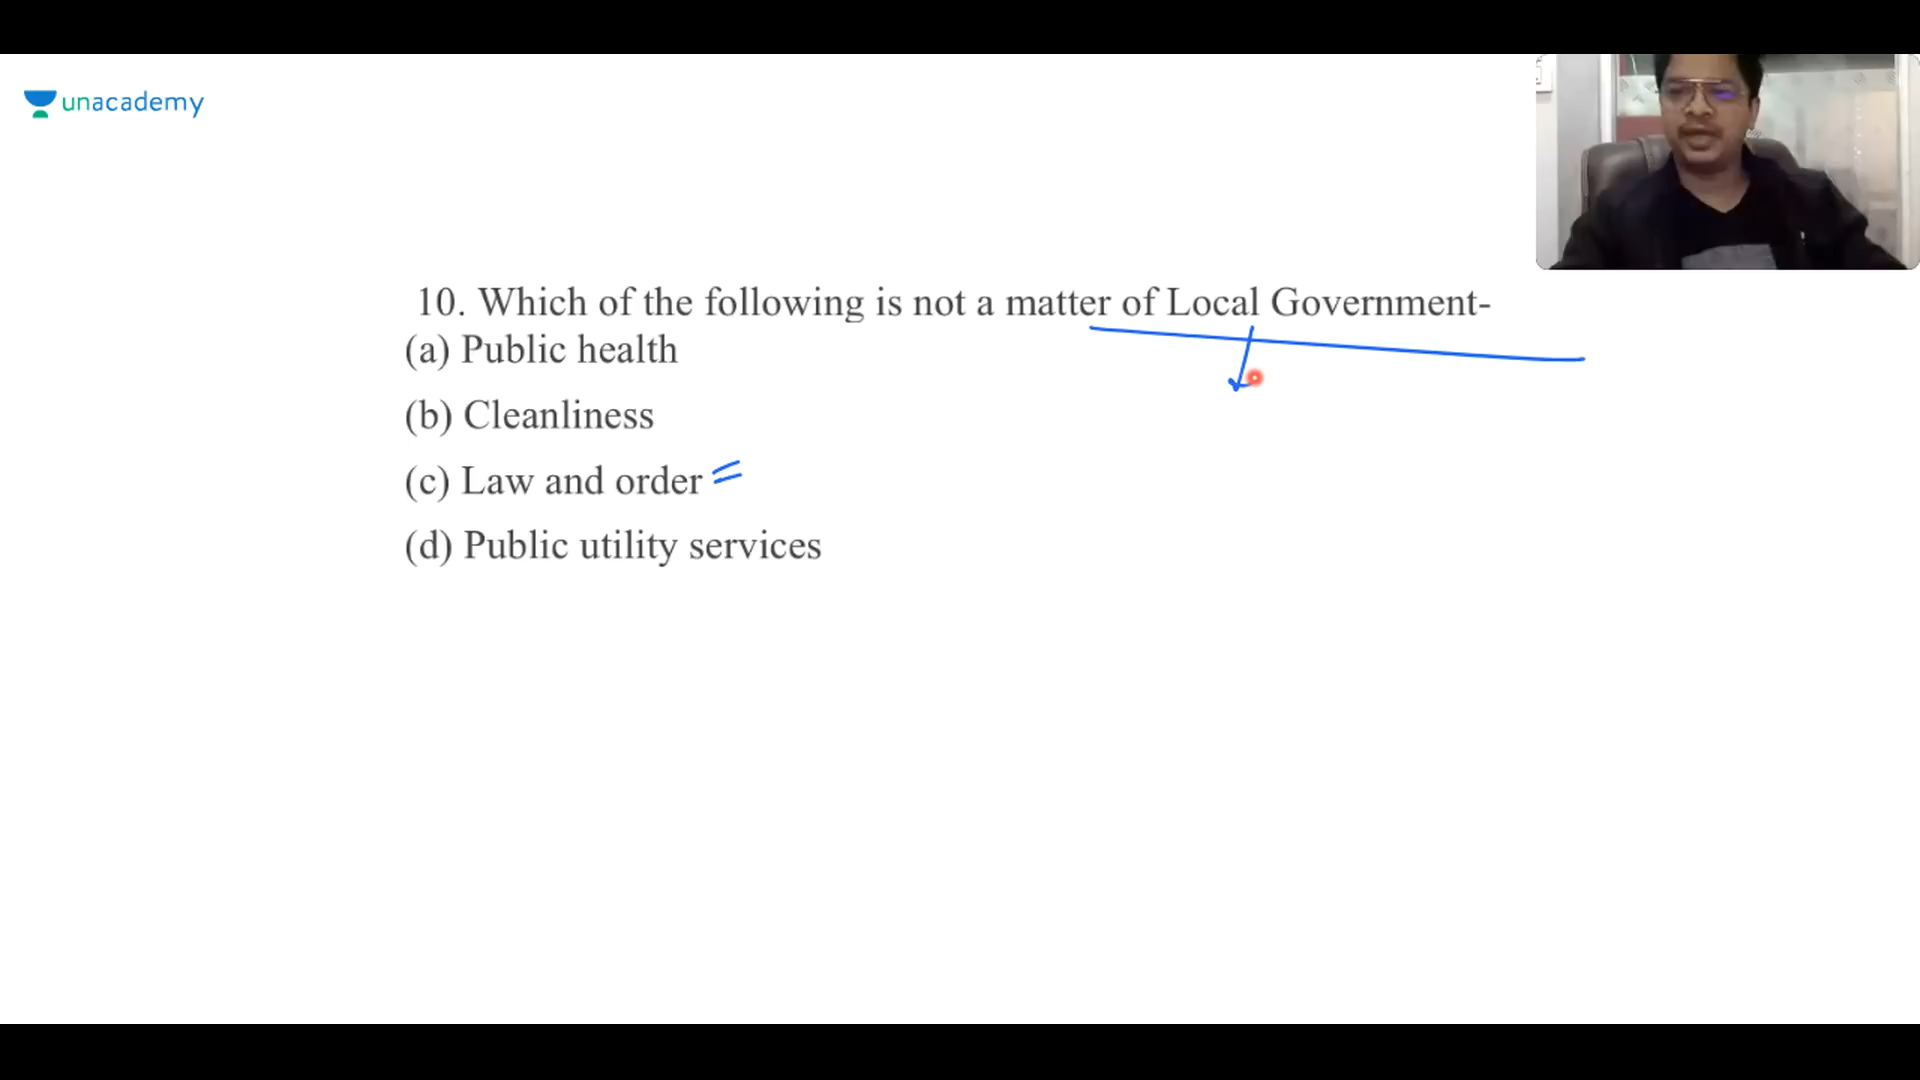 unacademy
10. Which of the following is not a matter of Local Government-
(a) Public health
(b) Cleanliness
(c) Law and order
(d) Public utility services